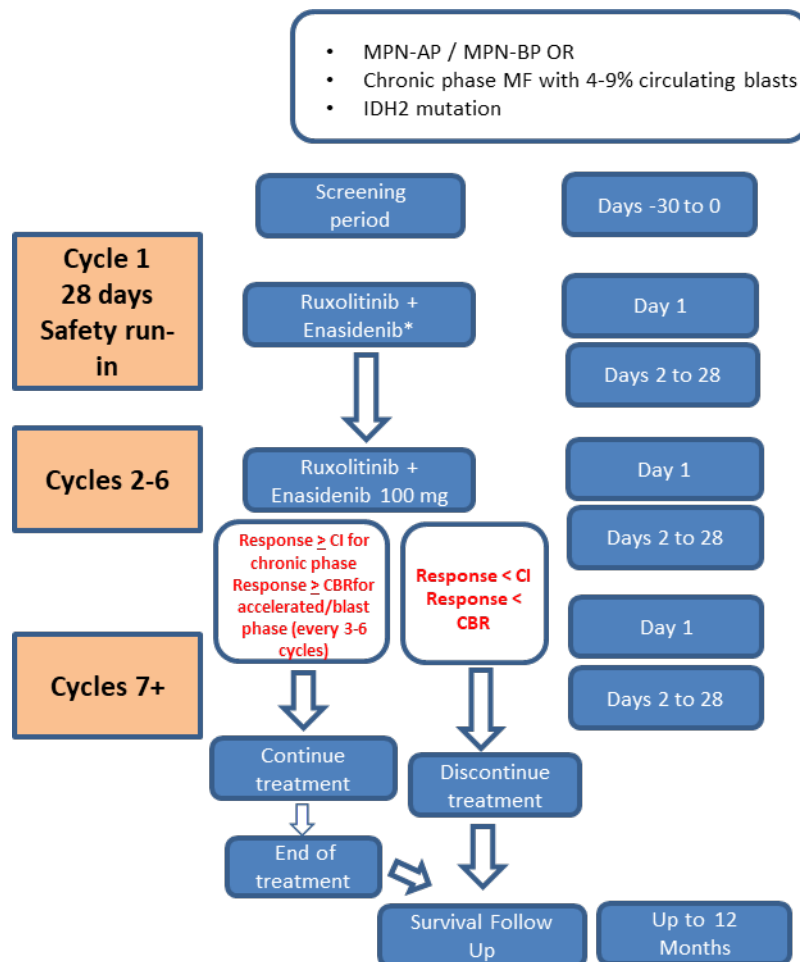 • MPN-AP / MPN-BP OR
• Chronic phase MF with 4-9% circulating blasts
• IDH2 mutation
Screening
period
Days -30 to 0
Cycle 1
28 days
Safety run-
in
Ruxolitinib +
Enasidenib*
Day 1
Days 2 to 28
Cycles 2-6
Ruxolitinib +
Enasidenib 100 mg
Day 1
Days 2 to 28
Response ≥ CI for
chronic phase
Response ≥ CBRfor
accelerated/blast
phase (every 3-6
cycles)
Response < CI
Response <
CBR
Cycles 7+
Day 1
Days 2 to 28
Continue
treatment
Discontinue
treatment
End of
treatment
Survival Follow
Up
Up to 12
Months